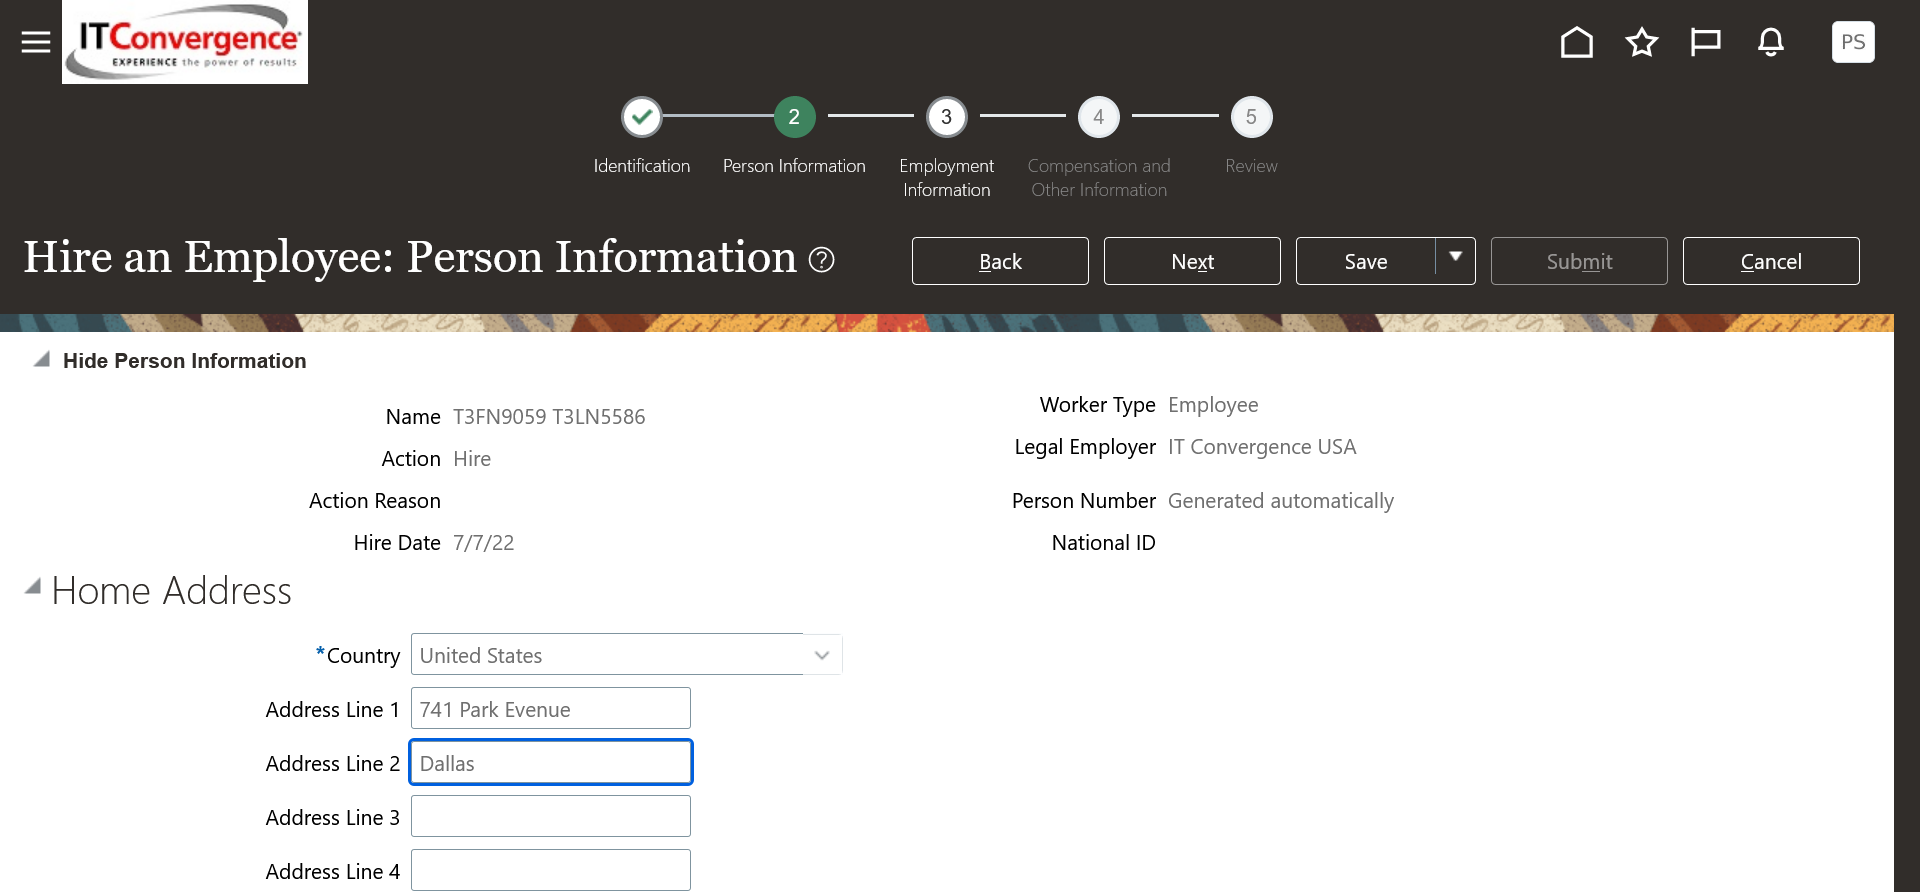 ITConvergence
EXPERIENCE the power of results
PS
2
3
4
5
Identification
Person Information
Employment
Information
Compensation and
Other Information
Review
Hire an Employee: Person Information ?
Back
Next
Save
Submit
Cancel
Hide Person Information
Name T3FN9059 T3LN5586
Action Hire
Action Reason
Hire Date 7/7/22
Worker Type Employee
Legal Employer IT Convergence USA
Person Number Generated automatically
National ID
Home Address
*Country United States
Address Line 1 741 Park Evenue
Address Line 2 Dallas
Address Line 3
Address Line 4